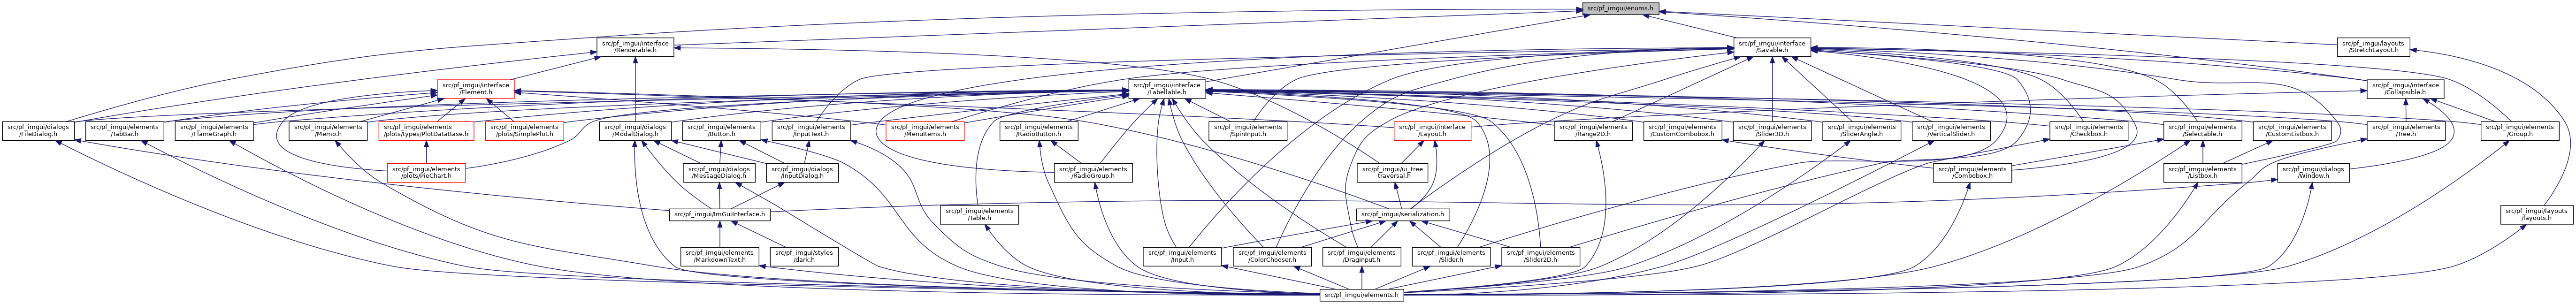 src/pf_imgui/enums.h
src/pf_imgui/interface
/Renderable.h
src/pf_imgui/interface
/Savable.h
src/pf_imgui/layouts
/StretchLayout.h
src/pf_imgui/interface
/Element.h
src/pf_imgui/interface
/Labellable.h
src/pf_imgui/interface
/Collapsible.h
src/pf_imgui/dialogs
/FileDialog.h
src/pf_imgui/elements
/TabBar.h
src/pf_imgui/elements
/FlameGraph.h
src/pf_imgui/elements
/Memo.h
src/pf_imgui/elements
/plots/types/PlotDataBase.h
src/pf_imgui/elements
/plots/SimplePlot.h
src/pf_imgui/dialogs
/ModalDialog.h
src/pf_imgui/elements
/Button.h
src/pf_imgui/elements
/InputText.h
src/pf_imgui/elements
/MenuItems.h
src/pf_imgui/elements
/RadioButton.h
src/pf_imgui/elements
/SpinInput.h
src/pf_imgui/interface
/Layout.h
src/pf_imgui/elements
/Range2D.h
src/pf_imgui/elements
/CustomCombobox.h
src/pf_imgui/elements
/Slider3D.h
src/pf_imgui/elements
/SliderAngle.h
src/pf_imgui/elements
/VerticalSlider.h
src/pf_imgui/elements
/Checkbox.h
src/pf_imgui/elements
/Selectable.h
src/pf_imgui/elements
/CustomListbox.h
src/pf_imgui/elements
/Tree.h
src/pf_imgui/elements
/Group.h
src/pf_imgui/elements
/plots/PieChart.h
src/pf_imgui/dialogs
/MessageDialog.h
src/pf_imgui/dialogs
/InputDialog.h
src/pf_imgui/elements
/RadioGroup.h
src/pf_imgui/ui_tree
_traversal.h
src/pf_imgui/elements
/Combobox.h
src/pf_imgui/elements
/Listbox.h
src/pf_imgui/dialogs
/Window.h
src/pf_imgui/ImGuiInterface.h
src/pf_imgui/elements
/Table.h
src/pf_imgui/serialization.h
src/pf_imgui/layouts
/layouts.h
src/pf_imgui/elements
/MarkdownText.h
src/pf_imgui/styles
/dark.h
src/pf_imgui/elements
/Input.h
src/pf_imgui/elements
/ColorChooser.h
src/pf_imgui/elements
/DragInput.h
src/pf_imgui/elements
/Slider.h
src/pf_imgui/elements
/Slider2D.h
src/pf_imgui/elements.h